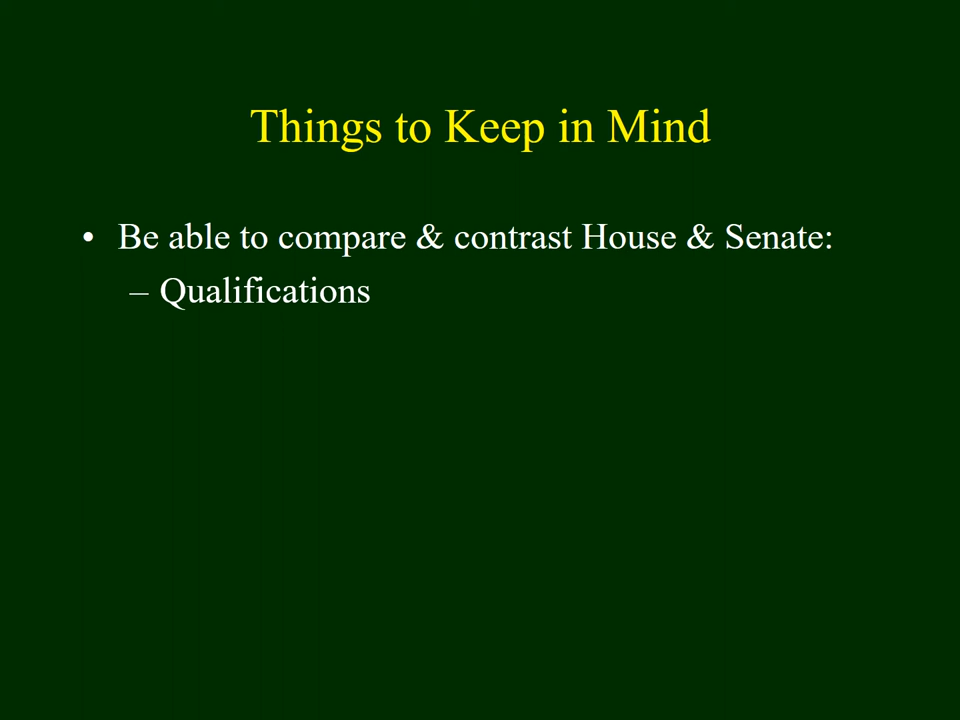 Things to Keep in Mind
• Be able to compare & contrast House & Senate:
– Qualifications